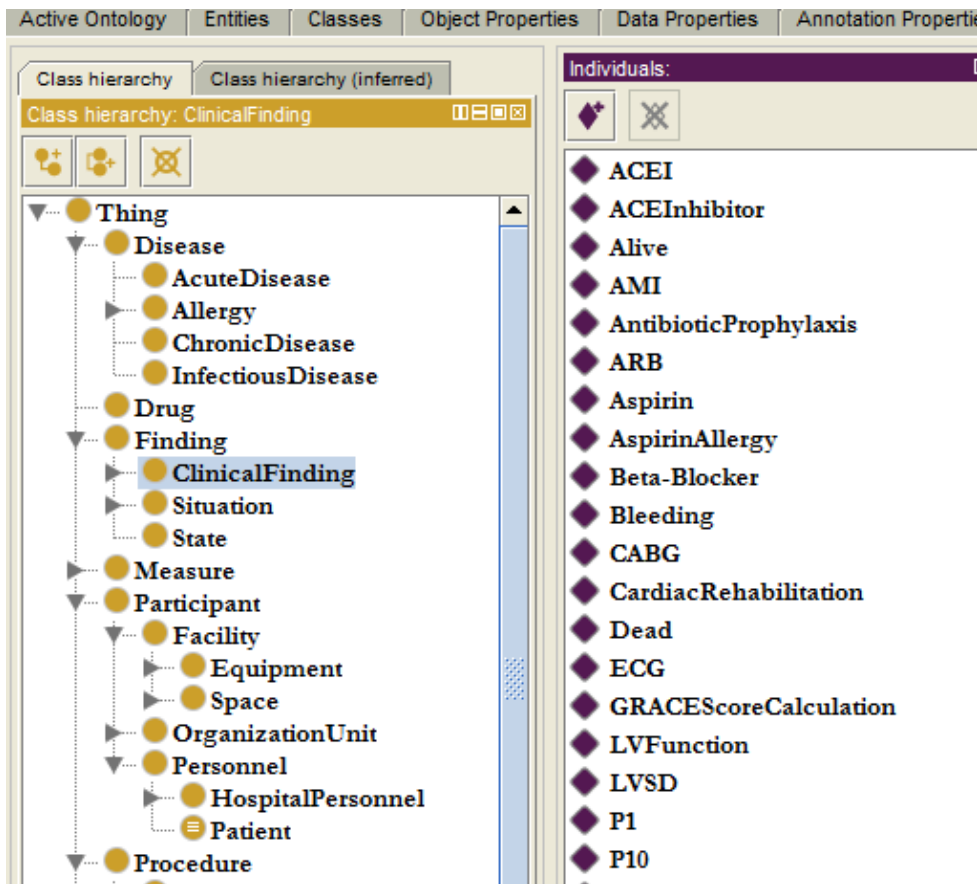 Active Ontology Entities Classes Object Properties Data Properties Annotation
Class hierarchy Class hierarchy (inferred)
Class hierarchy: ClinicalFinding
Thing
Disease
AcuteDisease
Allergy
ChronicDisease
InfectiousDisease
Drug
Finding
ClinicalFinding
Situation
State
Measure
Participant
Facility
Equipment
Space
OrganizationUnit
Personnel
HospitalPersonnel
Patient
Procedure
Individuals:
ACEI
ACEInhibitor
Alive
AMI
AntibioticProphylaxis
ARB
Aspirin
AspirinAllergy
Beta-Blocker
Bleeding
CABG
CardiacRehabilitation
Dead
ECG
GRACEScoreCalculation
LVFunction
LVSD
P1
P10